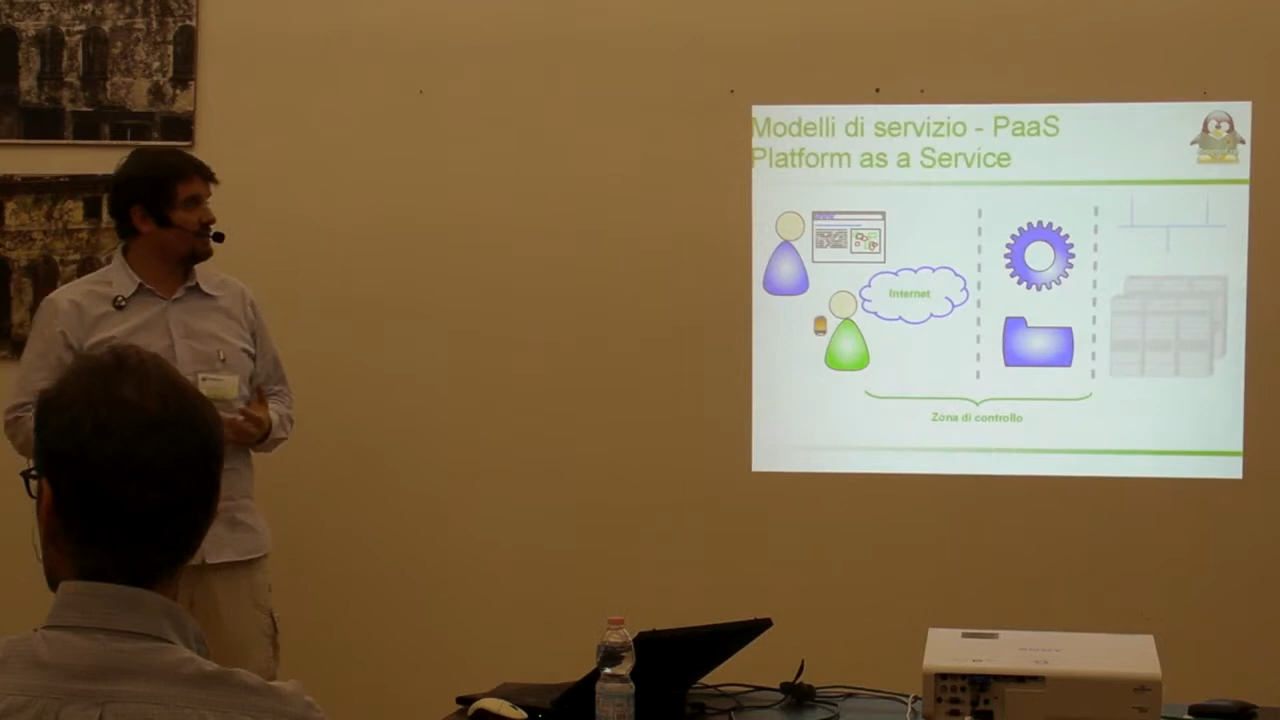 Modelli di servizio - PaaS
Platform as a Service
Internet
Zona di controllo